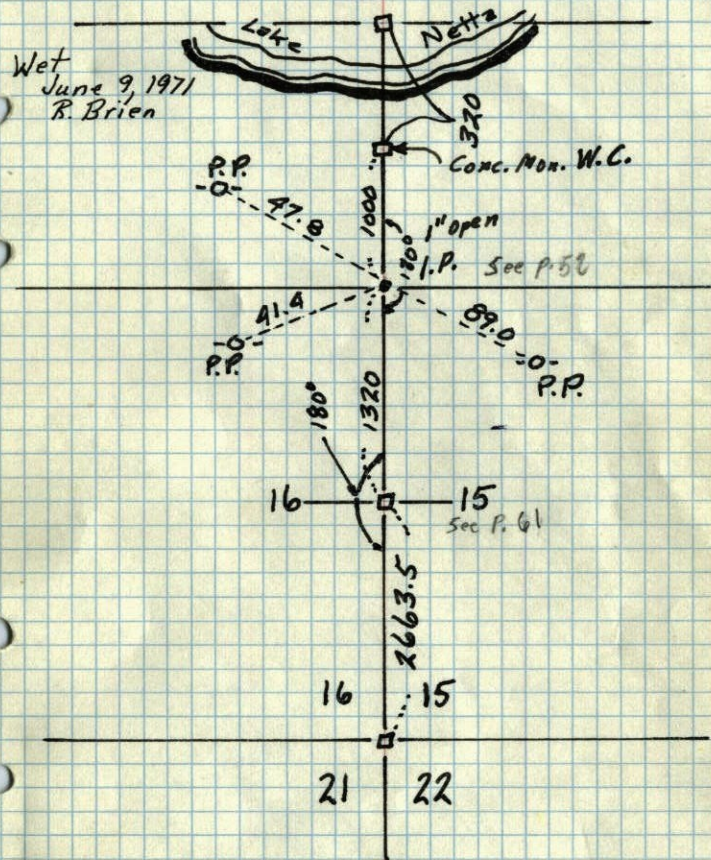 Lake Netta
Wet
June 9, 1971
R. Brien
320
Conc. Mon. W.C.
P.P.
47.8
1000
1" Open
180°
I.P.
See P. 52
41.4
89.0
P.P.
P.P.
1320
180°
16
15
See P. 61
2663.5
16
15
21
22